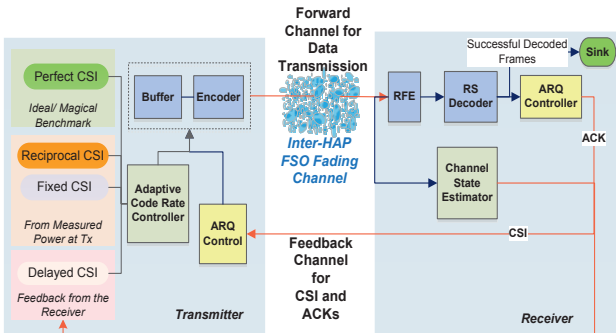 Forward
Channel for
Data
Transmission
Perfect CSI
Ideal/ Magical
Benchmark
Reciprocal CSI
Fixed CSI
From Measured
Power at Tx
Delayed CSI
Feedback from the
Receiver
Buffer
Encoder
Adaptive
Code Rate
Controller
ARQ
Control
Transmitter
Inter-HAP
FSO Fading
Channel
Feedback
Channel
for
CSI and
ACKs
Successful Decoded
Frames
Sink
RFE
RS
Decoder
ARQ
Controller
ACK
Channel
State
Estimator
CSI
Receiver